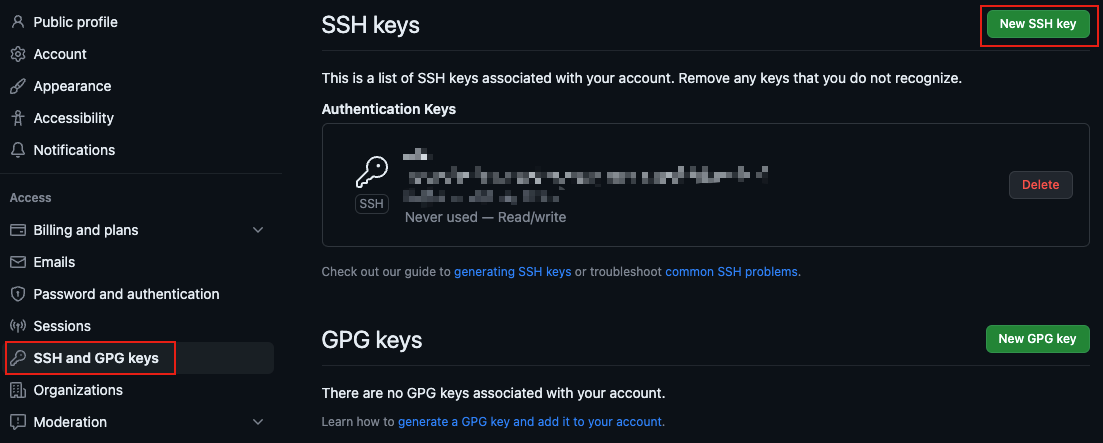 Public profile
Account
Appearance
Accessibility
Notifications
Access
Billing and plans
Emails
Password and authentication
Sessions
SSH and GPG keys
Organizations
Moderation
SSH keys
New SSH key
This is a list of SSH keys associated with your account. Remove any keys that you do not recognize.
Authentication Keys
SSH
Never used — Read/write
Delete
Check out our guide to generating SSH keys or troubleshoot common SSH problems.
GPG keys
New GPG key
There are no GPG keys associated with your account.
Learn how to generate a GPG key and add it to your account.